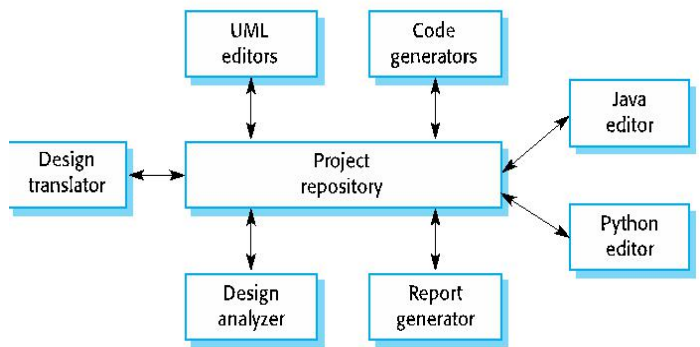 UML
editors
Code
generators
Java
editor
Design
translator
Project
repository
Python
editor
Design
analyzer
Report
generator